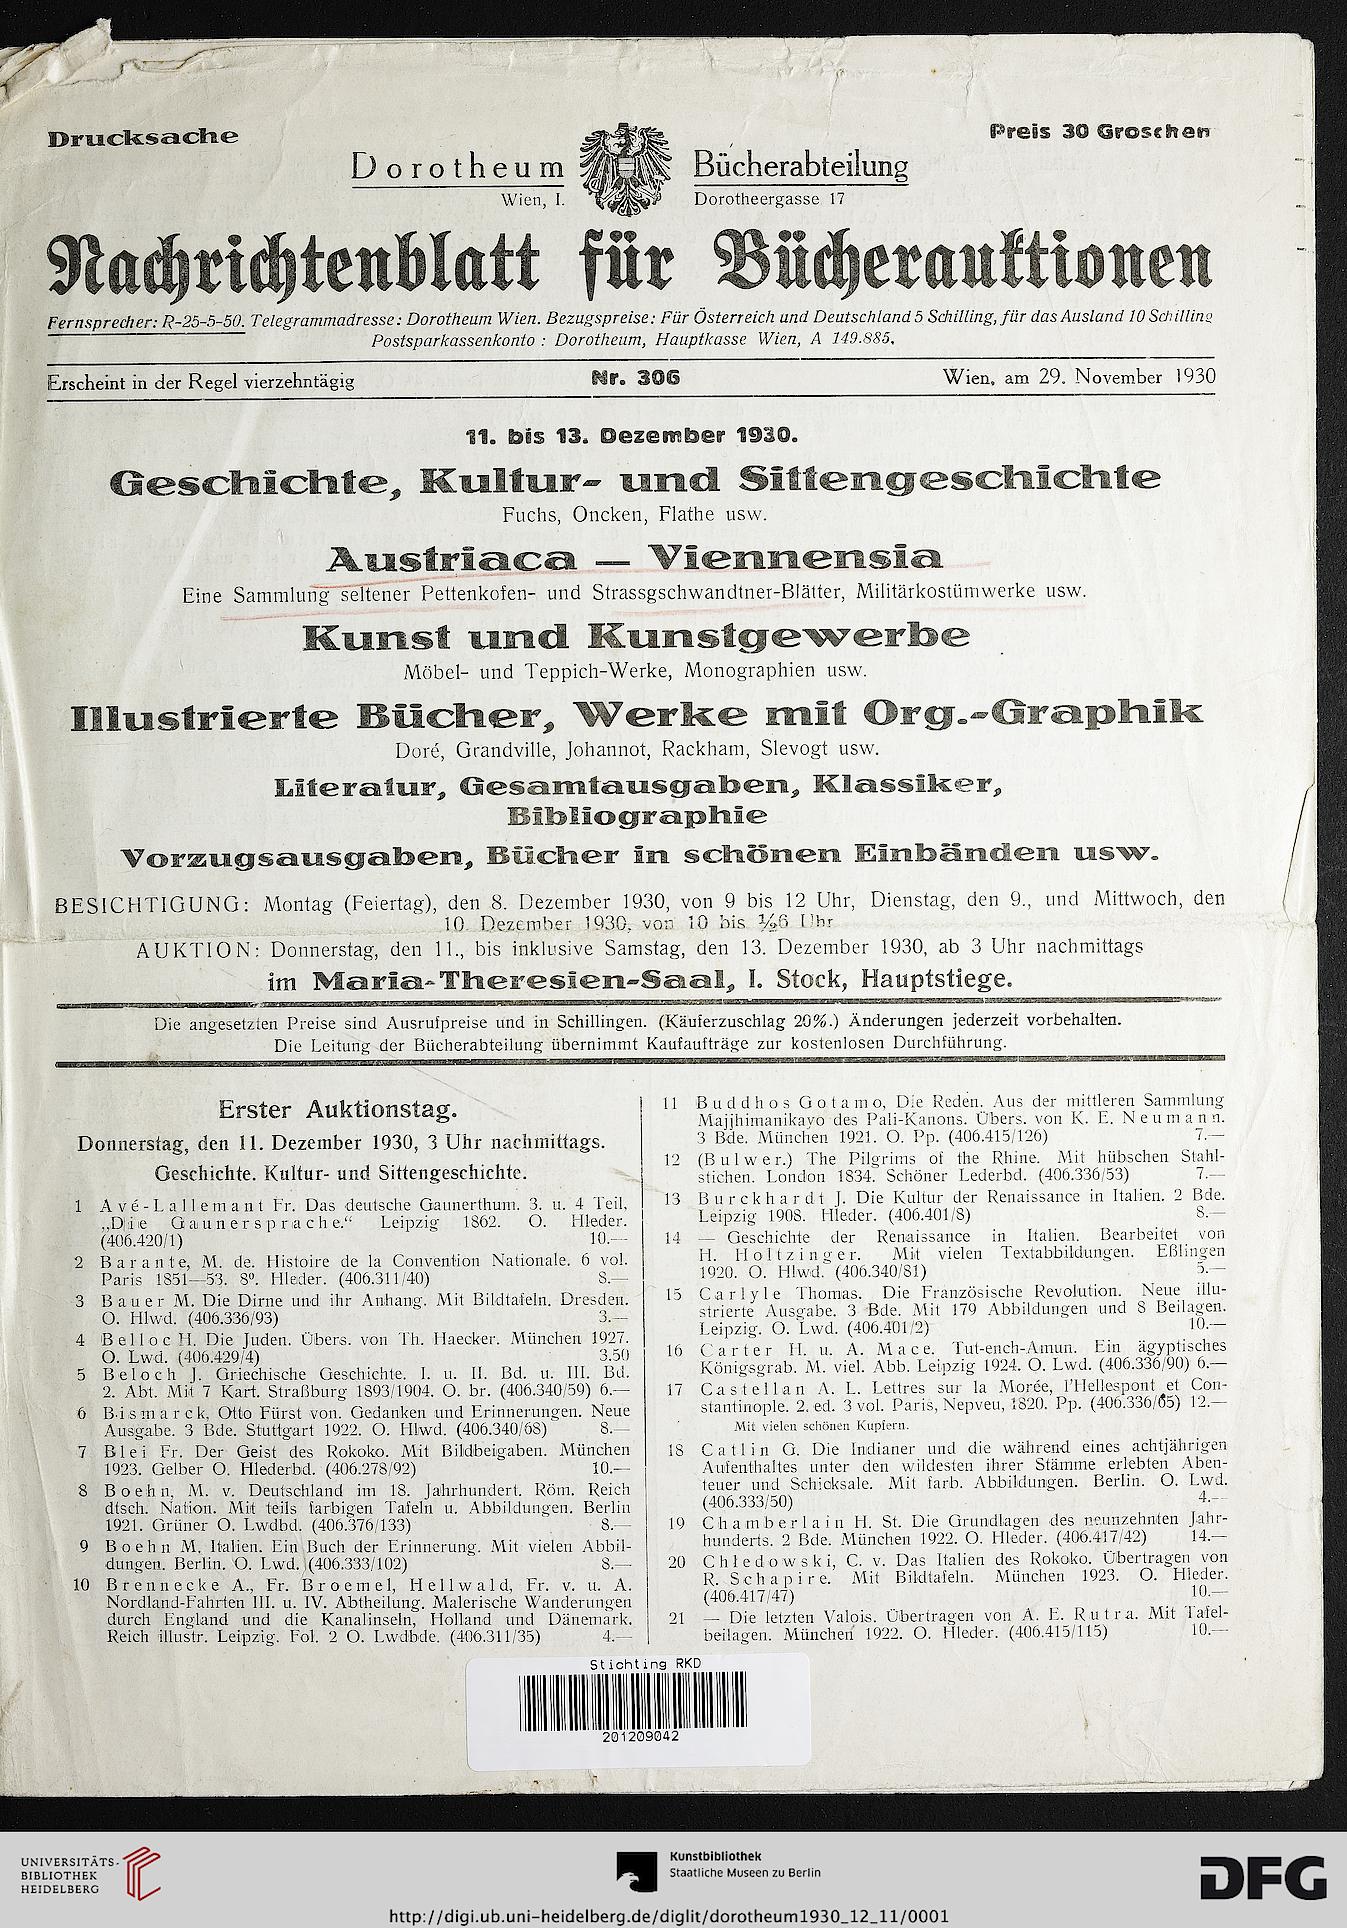 Drucksache
Preis 30 Groschen
Dorotheum
Bücherabteilung
Wien, I.
Dorotheergasse 17
Nachrichtenblatt für Bücherauktionen
Fernsprecher: R-25-5-50. Telegrammadresse: Dorotheum Wien. Bezugspreise: Für Österreich und Deutschland 5 Schilling, für das Ausland 10 Schilling
Postsparkassenkonto : Dorotheum, Hauptkasse Wien, A 149.885.
Erscheint in der Regel vierzehntägig
Nr. 306
Wien, am 29. November 1930
11. bis 13. Dezember 1930.
Geschichte, Kultur- und Sittengeschichte
Fuchs, Oncken, Flathe usw.
Austriaca — Viennensia
Eine Sammlung seltener Pettenkofen- und Strassgschwandtner-Blätter, Militärkostümwerke usw.
Kunst und Kunstgewerbe
Möbel- und Teppich-Werke, Monographien usw.
Illustrierte Bücher, Werke mit Org.-Graphik
Doré, Grandville, Johannot, Rackham, Slevogt usw.
Literatur, Gesamtausgaben, Klassiker,
Bibliographie
Vorzugsausgaben, Bücher in schönen Einbänden usw.
BESICHTIGUNG: Montag (Feiertag), den 8. Dezember 1930, von 9 bis 12 Uhr, Dienstag, den 9., und Mittwoch, den
10. Dezember 1930, von 10 bis ½6 Uhr
AUKTION: Donnerstag, den 11., bis inklusive Samstag, den 13. Dezember 1930, ab 3 Uhr nachmittags
im Maria-Theresien-Saal, I. Stock, Hauptstiege.
Die angesetzten Preise sind Ausrufpreise und in Schillingen. (Käuferzuschlag 20%.) Änderungen jederzeit vorbehalten.
Die Leitung der Bücherabteilung übernimmt Kaufaufträge zur kostenlosen Durchführung.
Erster Auktionstag.
Donnerstag, den 11. Dezember 1930, 3 Uhr nachmittags.
Geschichte. Kultur- und Sittengeschichte.
1 Avé-Lallemant Fr. Das deutsche Gaunerthum. 3. u. 4 Teil,
„Die Gaunersprache.“ Leipzig 1862. O. Hleder.
(406.420/1) 10.—
2 Barante, M. de. Histoire de la Convention Nationale. 6 vol.
Paris 1851—53. 8°. Hleder. (406.311/40) 8.—
3 Bauer M. Die Dirne und ihr Anhang. Mit Bildtafeln. Dresden.
O. Hlwd. (406.336/93) 3.—
4 Belloc H. Die Juden. Übers. von Th. Haecker. München 1927.
O. Lwd. (406.429/4) 3.50
5 Beloch J. Griechische Geschichte. I. u. II. Bd. u. III. Bd.
2. Abt. Mit 7 Kart. Straßburg 1893/1904. O. br. (406.340/59) 6.—
6 Bismarck, Otto Fürst von. Gedanken und Erinnerungen. Neue
Ausgabe. 3 Bde. Stuttgart 1922. O. Hlwd. (406.340/68) 8.—
7 Blei Fr. Der Geist des Rokoko. Mit Bildbeigaben. München
1923. Gelber O. Hlederbd. (406.278/92) 10.—
8 Boehn, M. v. Deutschland im 18. Jahrhundert. Röm. Reich
dtsch. Nation. Mit teils farbigen Tafeln u. Abbildungen. Berlin
1921. Grüner O. Lwdbd. (406.376/133) 8.—
9 Boehn M. Italien. Ein Buch der Erinnerung. Mit vielen Abbil-
dungen. Berlin. O. Lwd. (406.333/102) 8.—
10 Brennecke A., Fr. Broemel, Hellwald, Fr. v. u. A.
Nordland-Fahrten III. u. IV. Abtheilung. Malerische Wanderungen
durch England und die Kanalinseln, Holland und Dänemark.
Reich illustr. Leipzig. Fol. 2 O. Lwdbde. (406.311/35) 4.—
11 Buddhos Gotamo, Die Reden. Aus der mittleren Sammlung
Majjhimanikayo des Pali-Kanons. Übers. von K. E. Neumann.
3 Bde. München 1921. O. Pp. (406.415/126) 7.—
12 (Bulwer.) The Pilgrims of the Rhine. Mit hübschen Stahl-
stichen. London 1834. Schöner Lederbd. (406.336/53) 7.—
13 Burckhardt J. Die Kultur der Renaissance in Italien. 2 Bde.
Leipzig 1908. Hleder. (406.401/8) 8.—
14 — Geschichte der Renaissance in Italien. Bearbeitet von
H. Holtzinger. Mit vielen Textabbildungen. Eßlingen
1920. O. Hlwd. (406.340/81) 5.—
15 Carlyle Thomas. Die Französische Revolution. Neue illu-
strierte Ausgabe. 3 Bde. Mit 179 Abbildungen und 8 Beilagen.
Leipzig. O. Lwd. (406.401/2) 10.—
16 Carter H. u. A. Mace. Tut-ench-Amun. Ein ägyptisches
Königsgrab. M. viel. Abb. Leipzig 1924. O. Lwd. (406.336/90) 6.—
17 Castellan A. L. Lettres sur la Morée, l'Hellespont et Con-
stantinople. 2. ed. 3 vol. Paris, Nepveu, 1820. Pp. (406.336/65) 12.—
Mit vielen schönen Kupfern.
18 Catlin G. Die Indianer und die während eines achtjährigen
Aufenthaltes unter den wildesten ihrer Stämme erlebten Aben-
teuer und Schicksale. Mit farb. Abbildungen. Berlin. O. Lwd.
(406.333/50) 4.—
19 Chamberlain H. St. Die Grundlagen des neunzehnten Jahr-
hunderts. 2 Bde. München 1922. O. Hleder. (406.417/42) 14.—
20 Chledowski, C. v. Das Italien des Rokoko. Übertragen von
R. Schapire. Mit Bildtafeln. München 1923. O. Hleder.
(406.417/47) 10.—
21 — Die letzten Valois. Übertragen von A. E. Rutra. Mit Tafel-
beilagen. München 1922. O. Hleder. (406.415/115) 10.—
Stichting RKD
201209042
UNIVERSITÄTS-
BIBLIOTHEK
HEIDELBERG
Kunstbibliothek
Staatliche Museen zu Berlin
DFG
http://digi.ub.uni-heidelberg.de/diglit/dorotheum1930_12_11/0001